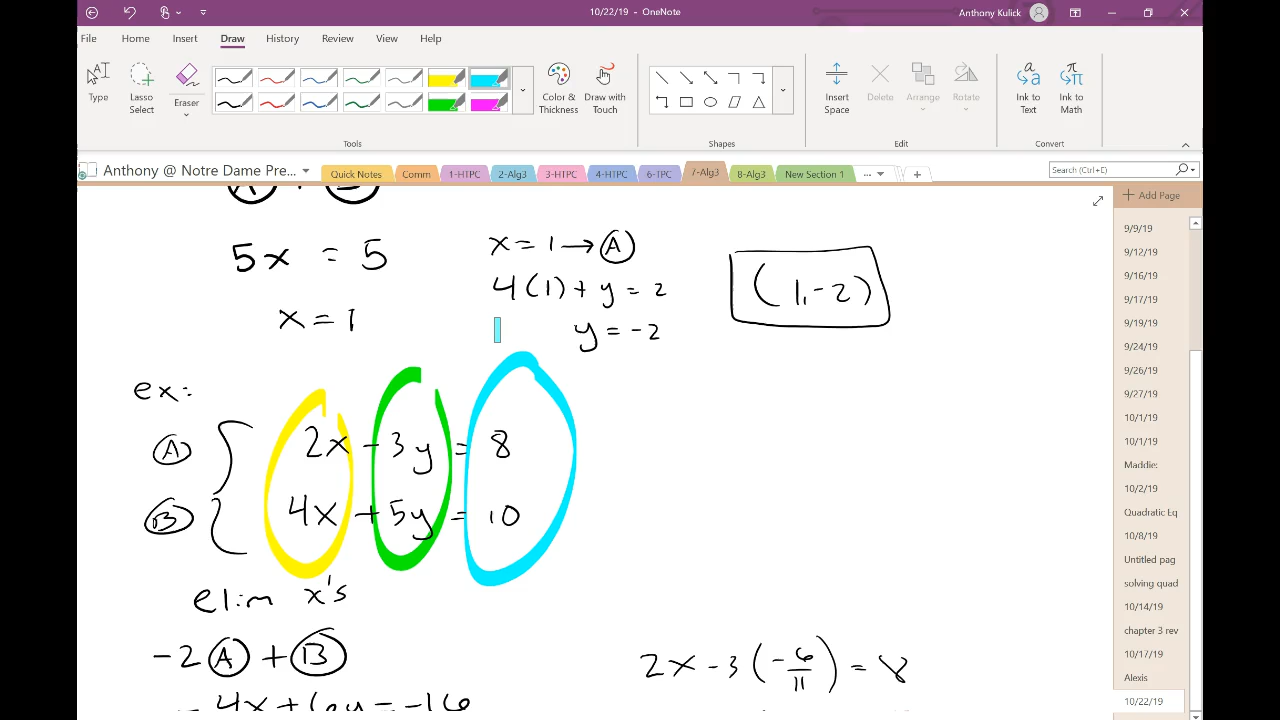 10/22/19 - OneNote
Anthony Kulick
File Home Insert Draw History Review View Help
Type
Lasso Select
Eraser
Color & Thickness
Draw with Touch
Insert Space
Delete
Arrange
Rotate
Ink to Text
Ink to Math
Tools
Shapes
Edit
Convert
Anthony @ Notre Dame Pre...
Quick Notes Comm 1-HTPC 2-Alg3 3-HTPC 4-HTPC 6-TPC 7-Alg3 8-Alg3 New Section 1 ... +
Search (Ctrl+E)
+ Add Page
9/9/19
9/12/19
9/16/19
9/17/19
9/19/19
9/24/19
9/26/19
9/27/19
10/1/19
10/1/19
Maddie:
10/2/19
Quadratic Eq
10/8/19
Untitled pag
solving quad
10/14/19
chapter 3 rev
10/17/19
Alexis
10/22/19
5x = 5
x = 1
x = 1 → A
4(1) + y = 2
y = -2
(1, -2)
ex:
A 2x - 3y = 8
B 4x + 5y = 10
elim x's
-2 A + B
-4x + 6y = -16
2x - 3(-6/11) = 8